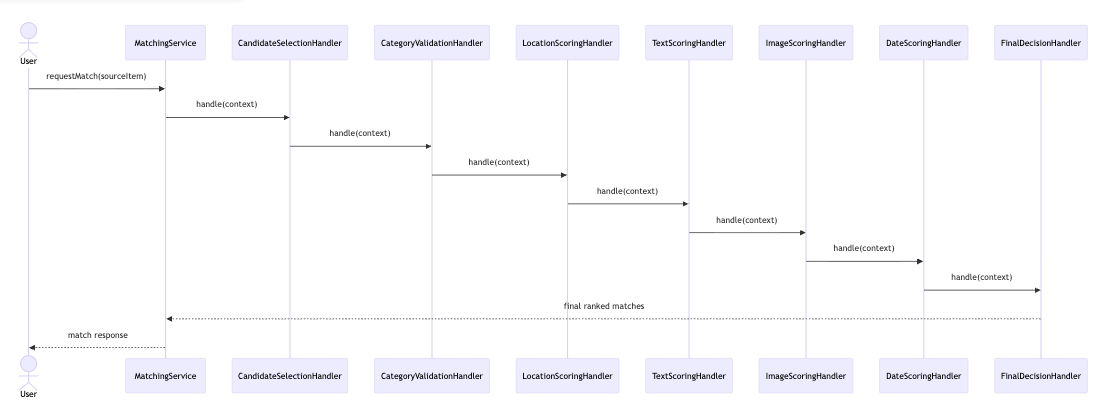 MatchingService
CandidateSelectionHandler
CategoryValidationHandler
LocationScoringHandler
TextScoringHandler
ImageScoringHandler
DateScoringHandler
FinalDecisionHandler
User
requestMatch(sourceItem)
handle(context)
handle(context)
handle(context)
handle(context)
handle(context)
handle(context)
handle(context)
final ranked matches
match response
MatchingService
CandidateSelectionHandler
CategoryValidationHandler
LocationScoringHandler
TextScoringHandler
ImageScoringHandler
DateScoringHandler
FinalDecisionHandler
User